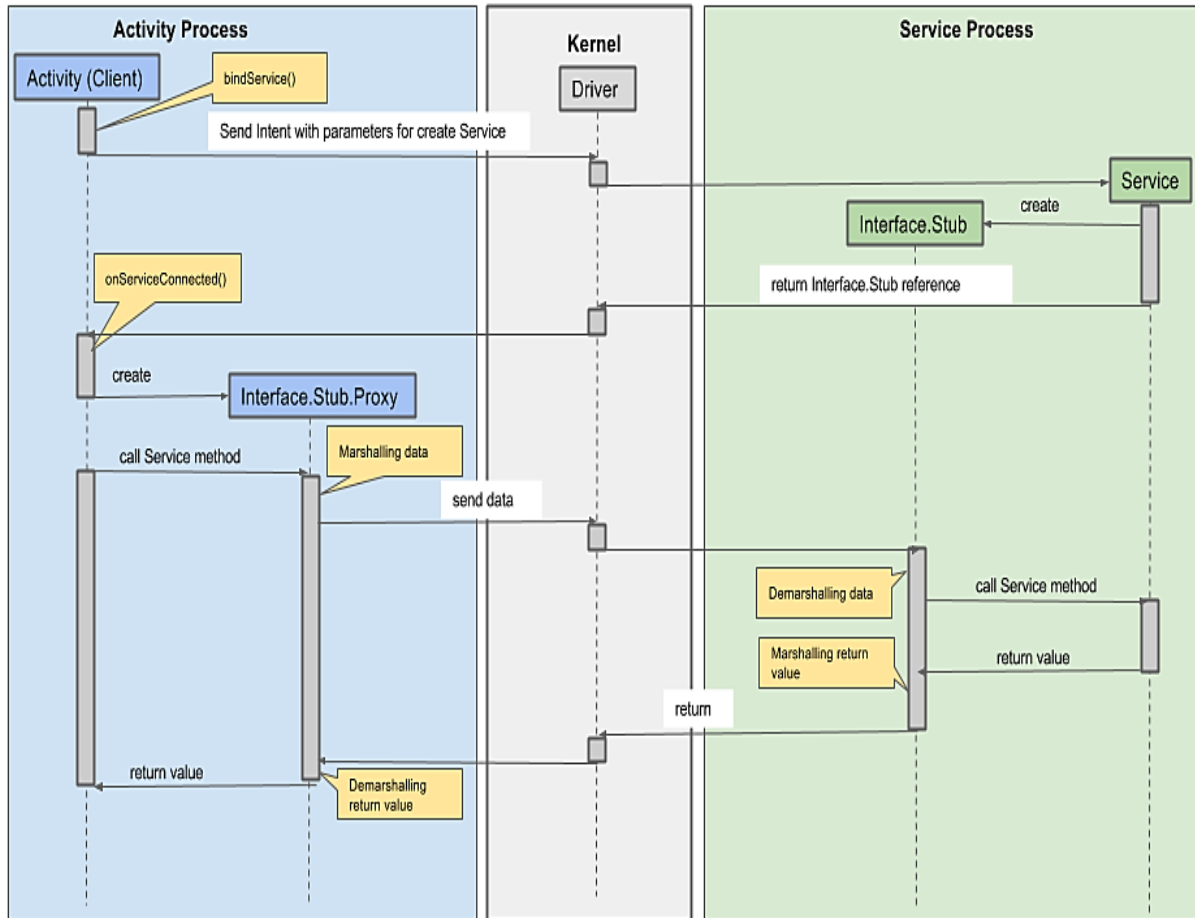 Activity Process
Kernel
Service Process
Activity (Client)
bindService()
Driver
Send Intent with parameters for create Service
Service
create
Interface.Stub
onServiceConnected()
return Interface.Stub reference
create
Interface.Stub.Proxy
call Service method
Marshalling data
send data
Demarshalling data
call Service method
Marshalling return
value
return value
return
return value
Demarshalling
return value